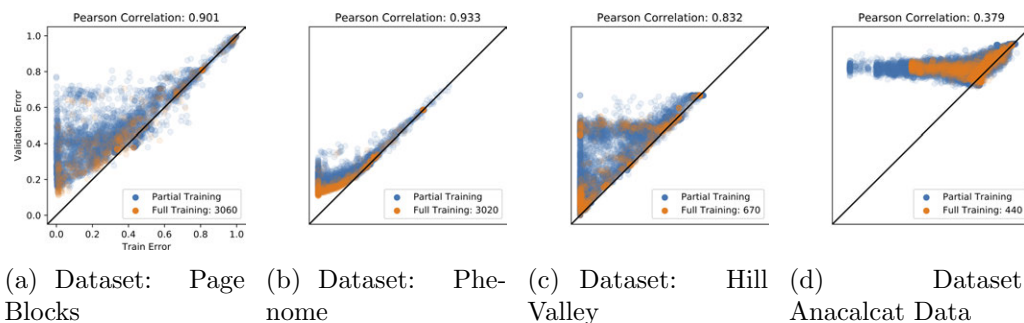 Pearson Correlation: 0.901
1.0
0.8
0.6
0.4
0.2
0.0
Validation Error
Partial Training
Full Training: 3060
0.0 0.2 0.4 0.6 0.8 1.0
Train Error
(a) Dataset: Page
Blocks
Pearson Correlation: 0.933
Partial Training
Full Training: 3020
(b) Dataset: Phe-
nome
Pearson Correlation: 0.832
Partial Training
Full Training: 670
(c) Dataset: Hill
Valley
Pearson Correlation: 0.379
Partial Training
Full Training: 440
(d) Dataset
Anacalcat Data